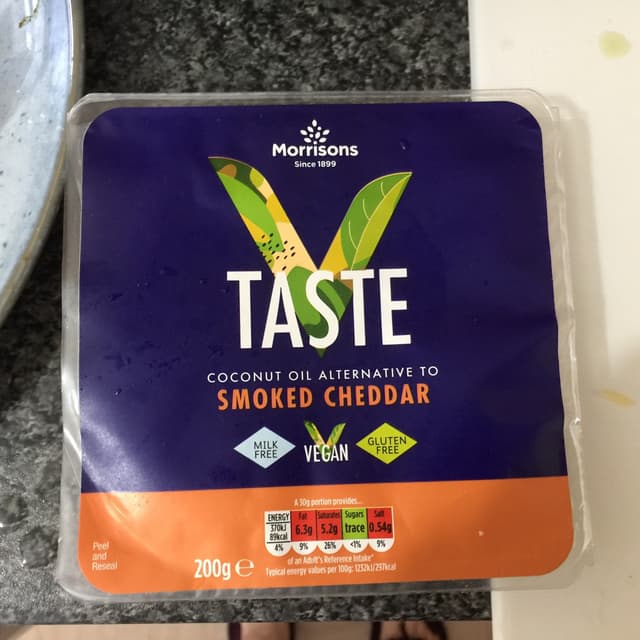 Morrisons
Since 1899
V
TASTE
COCONUT OIL ALTERNATIVE TO
SMOKED CHEDDAR
MILK
FREE
VEGAN
GLUTEN
FREE
A 30g portion provides...
ENERGY Fat Saturates Sugars Salt
370kJ
89kcal 6.3g 5.2g trace 0.54g
4% 9% 26% <1% 9%
of an Adult's Reference Intake*
Typical energy values per 100g: 1232kJ/297kcal
Peel
and
Reseal
200g ℮